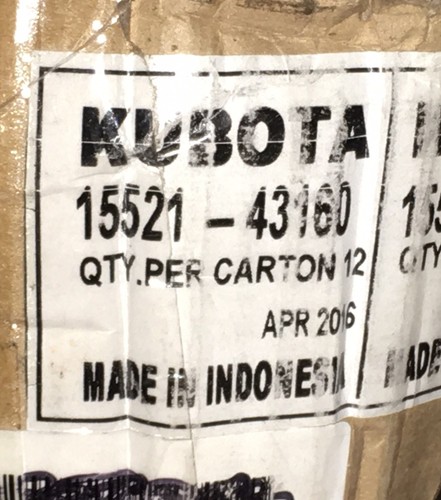 KUBOTA
15521 - 43160
QTY.PER CARTON 12
APR 2016
MADE IN INDONESIA